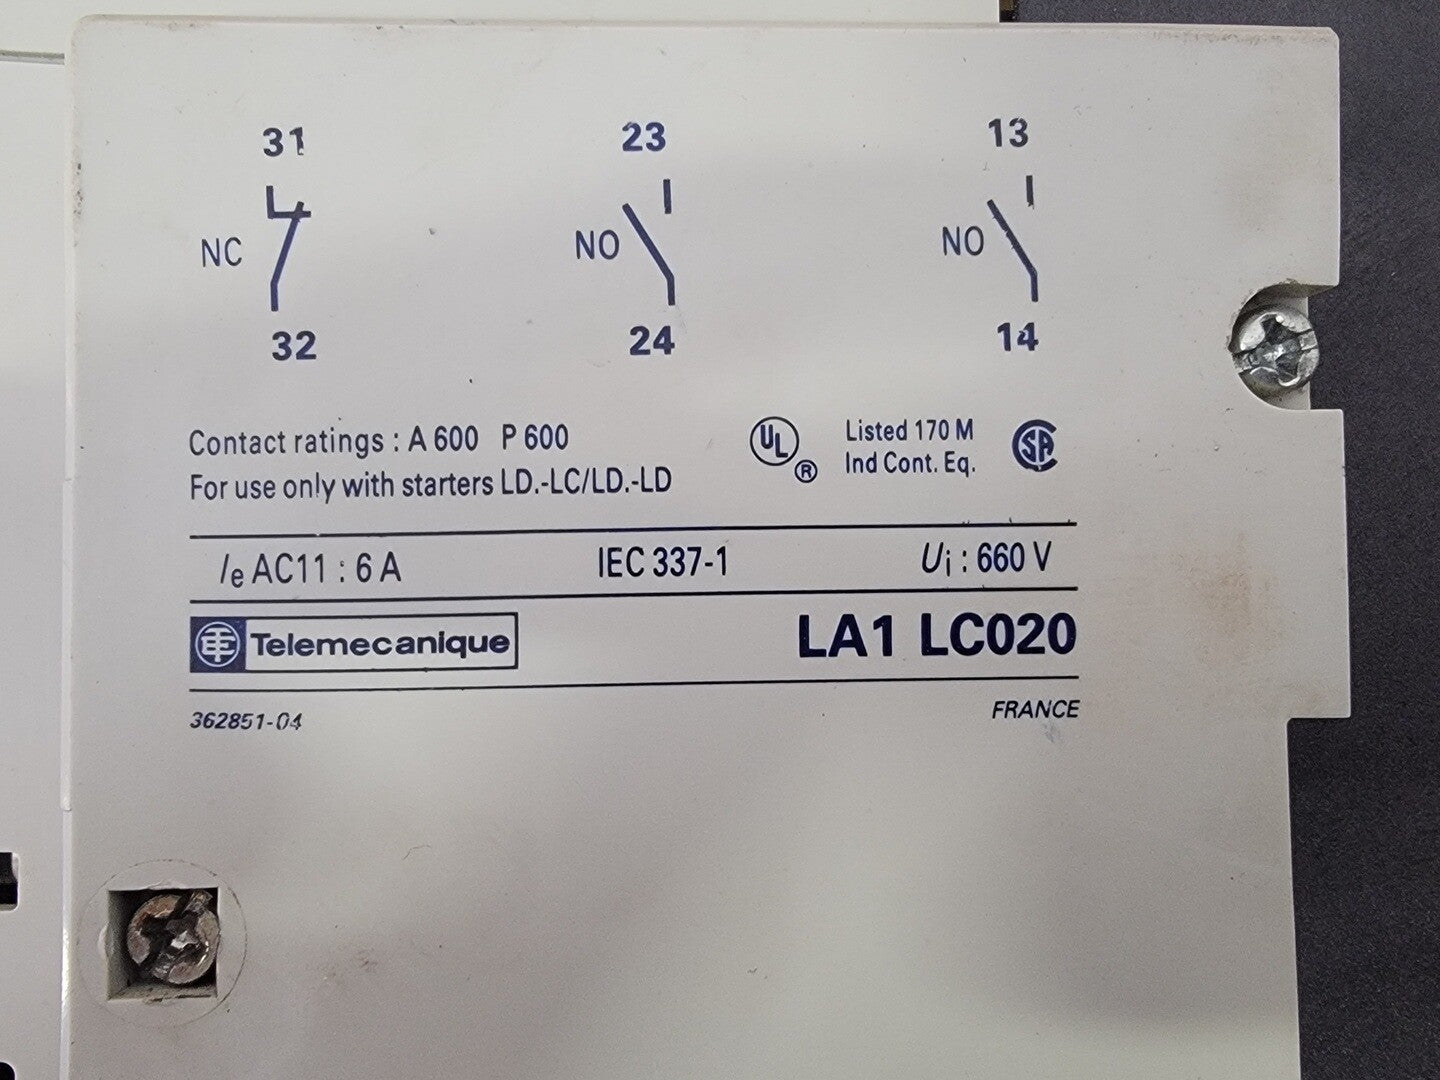 31 23 13
NC NO NO
32 24 14
Contact ratings : A 600 P 600
For use only with starters LD.-LC/LD.-LD
UL ® Listed 170 M
Ind Cont. Eq.
SA
Ie AC11 : 6 A IEC 337-1 Ui : 660 V
TE Telemecanique LA1 LC020
362851-04 FRANCE